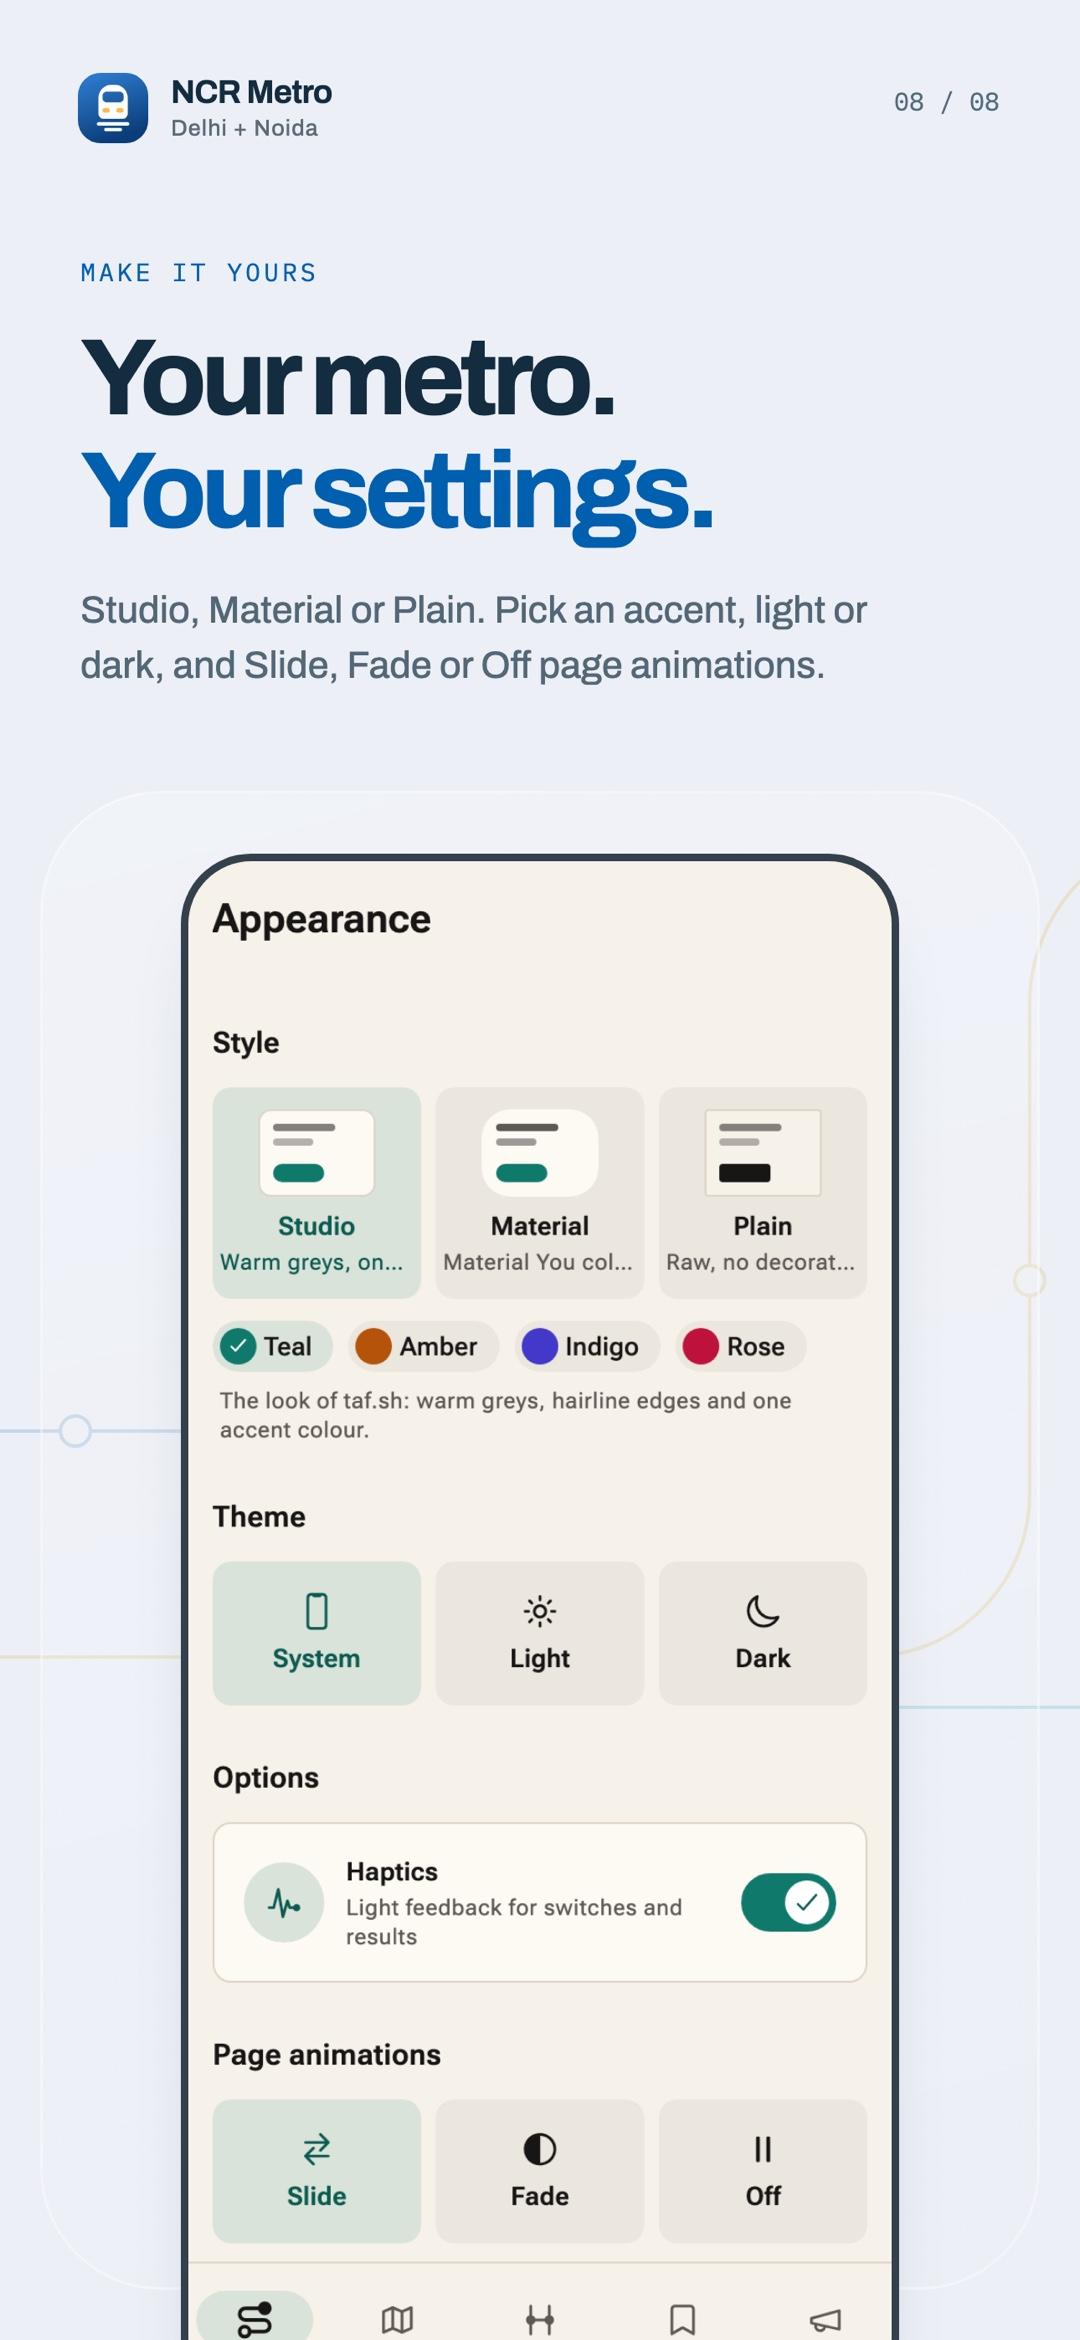 NCR Metro
Delhi + Noida
08 / 08
MAKE IT YOURS
Your metro.
Your settings.
Studio, Material or Plain. Pick an accent, light or
dark, and Slide, Fade or Off page animations.
Appearance
Style
Studio
Warm greys, on...
Material
Material You col...
Plain
Raw, no decorat...
Teal
Amber
Indigo
Rose
The look of taf.sh: warm greys, hairline edges and one
accent colour.
Theme
System
Light
Dark
Options
Haptics
Light feedback for switches and
results
Page animations
Slide
Fade
Off